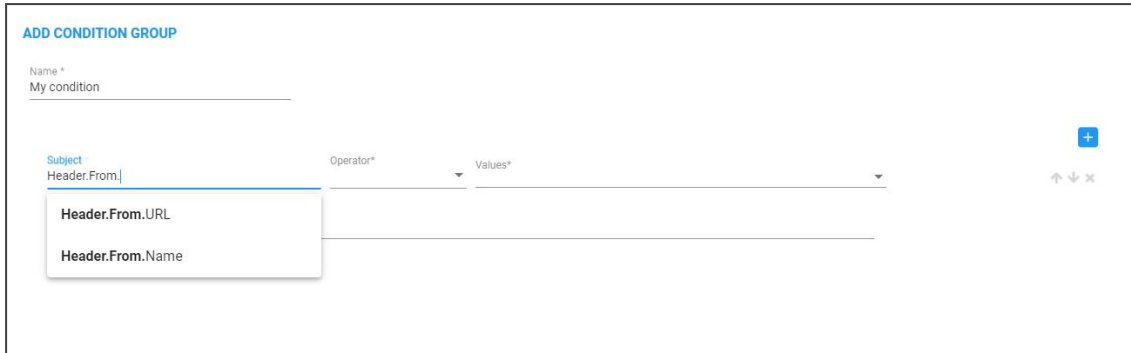 ADD CONDITION GROUP
Name *
My condition
Subject
Operator*
Values*
Header.From.
Header.From.URL
Header.From.Name